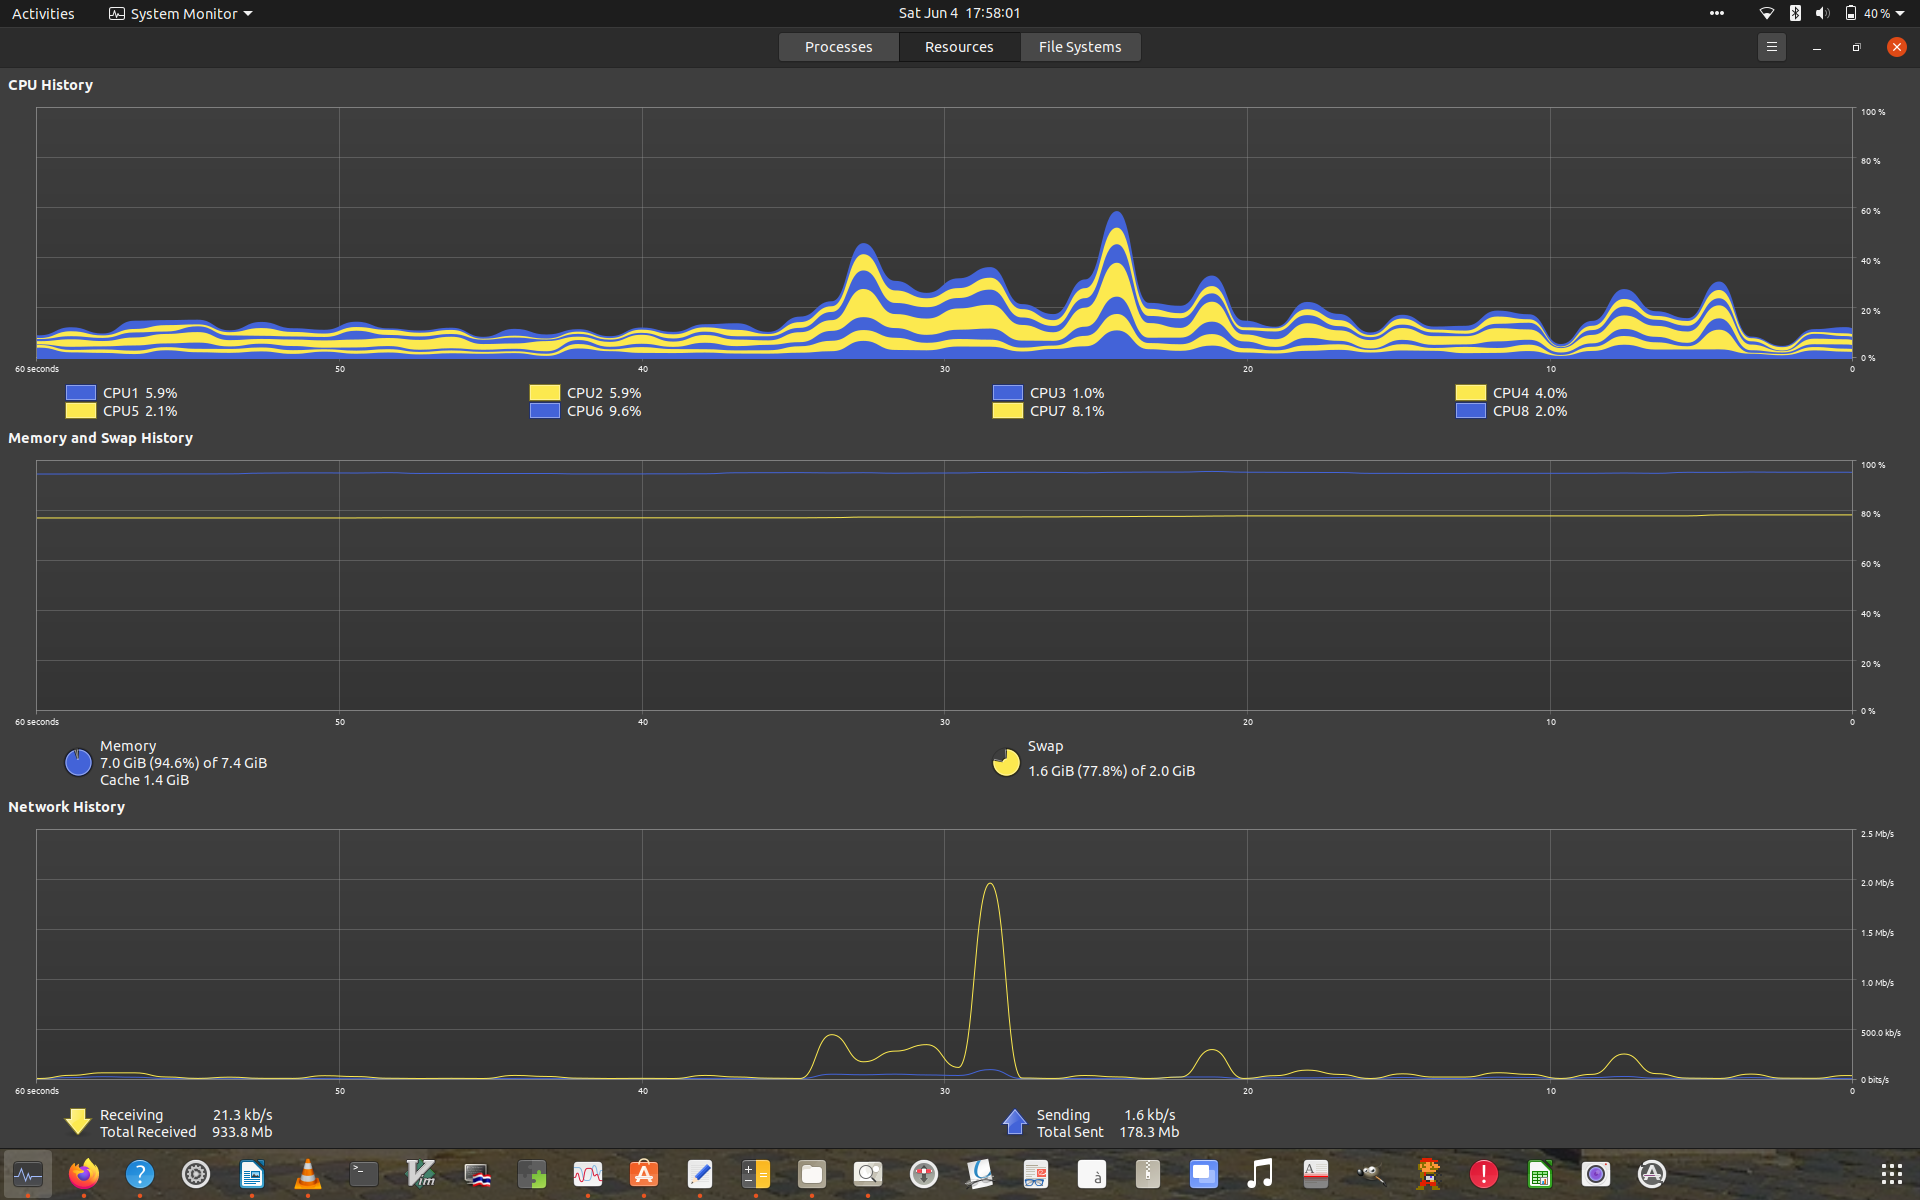 Activities System Monitor Sat Jun 4 17:58:01 40 %
Processes Resources File Systems
CPU History
100 %
80 %
60 %
40 %
20 %
0 %
60 seconds 50 40 30 20 10 0
CPU1 5.9% CPU2 5.9% CPU3 1.0% CPU4 4.0%
CPU5 2.1% CPU6 9.6% CPU7 8.1% CPU8 2.0%
Memory and Swap History
100 %
80 %
60 %
40 %
20 %
0 %
60 seconds 50 40 30 20 10 0
Memory
7.0 GiB (94.6%) of 7.4 GiB
Cache 1.4 GiB
Swap
1.6 GiB (77.8%) of 2.0 GiB
Network History
2.5 Mb/s
2.0 Mb/s
1.5 Mb/s
1.0 Mb/s
500.0 kb/s
0 bits/s
60 seconds 50 40 30 20 10 0
Receiving 21.3 kb/s
Total Received 933.8 Mb
Sending 1.6 kb/s
Total Sent 178.3 Mb